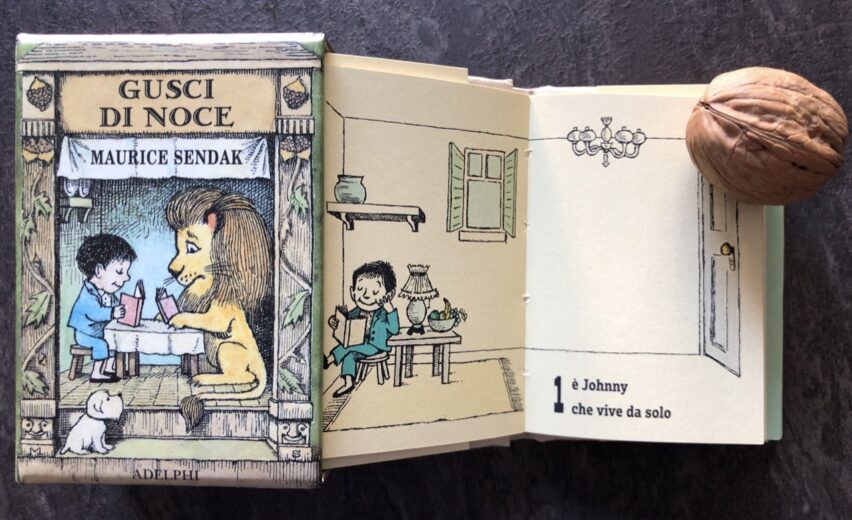 GUSCI
DI NOCE
MAURICE SENDAK
ADELPHI
1 è Johnny
che vive da solo